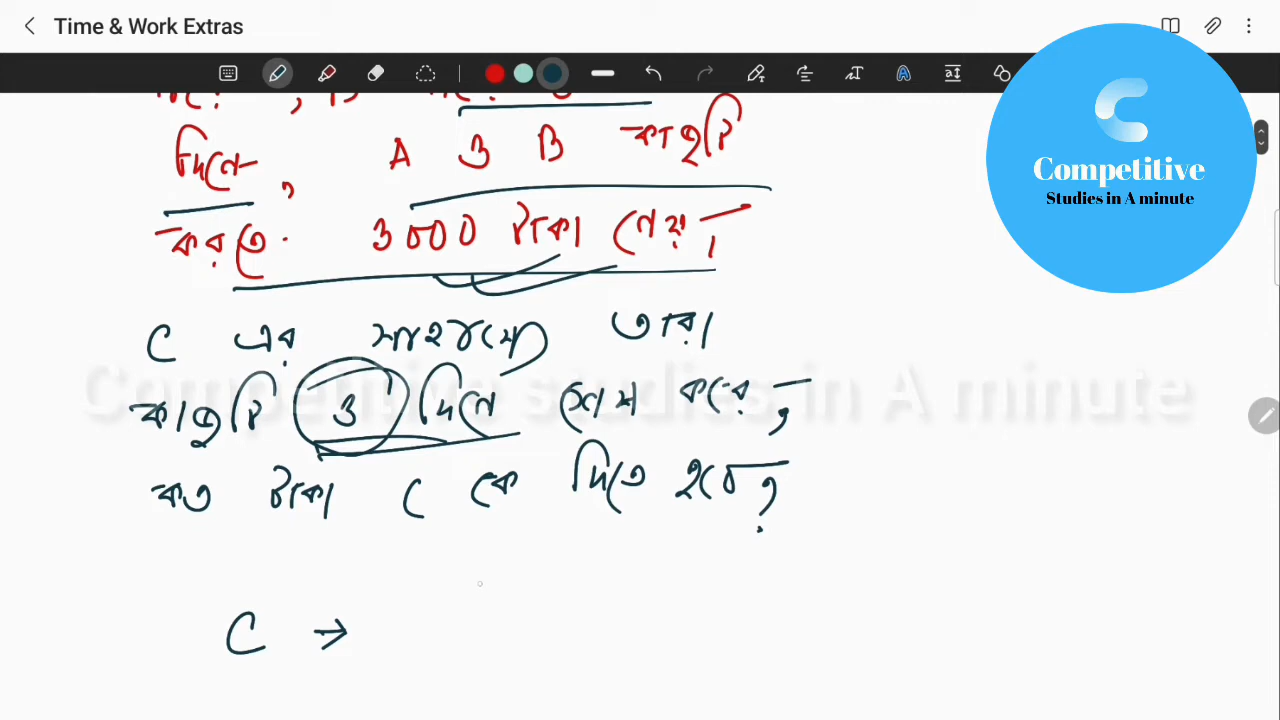 Time & Work Extras
Competitive
Studies in A minute
দিনে , A ও B কাজটি
করতে. 3000 টাকা নেয় ।
C এর সাহায্যে তারা
কাজটি 3 দিনে শেষ করে ,
কত টাকা C কে দিতে হবে ?
Competitive studies in A minute
C →